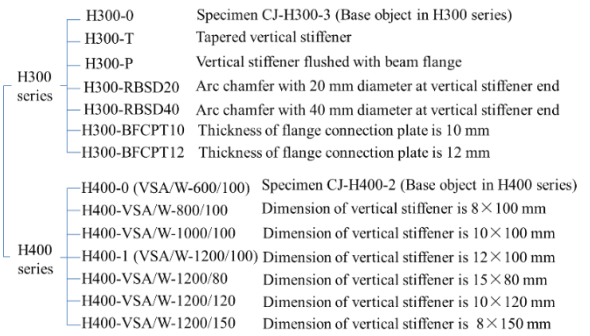 H300 series
H300-0 Specimen CJ-H300-3 (Base object in H300 series)
H300-T Tapered vertical stiffener
H300-P Vertical stiffener flushed with beam flange
H300-RBSD20 Arc chamfer with 20 mm diameter at vertical stiffener end
H300-RBSD40 Arc chamfer with 40 mm diameter at vertical stiffener end
H300-BFCPT10 Thickness of flange connection plate is 10 mm
H300-BFCPT12 Thickness of flange connection plate is 12 mm
H400 series
H400-0 (VSA/W-600/100) Specimen CJ-H400-2 (Base object in H400 series)
H400-VSA/W-800/100 Dimension of vertical stiffener is 8×100 mm
H400-VSA/W-1000/100 Dimension of vertical stiffener is 10×100 mm
H400-1 (VSA/W-1200/100) Dimension of vertical stiffener is 12×100 mm
H400-VSA/W-1200/80 Dimension of vertical stiffener is 15×80 mm
H400-VSA/W-1200/120 Dimension of vertical stiffener is 10×120 mm
H400-VSA/W-1200/150 Dimension of vertical stiffener is 8×150 mm